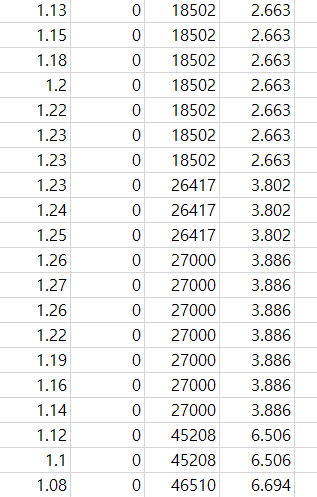 1.13 0 18502 2.663
1.15 0 18502 2.663
1.18 0 18502 2.663
1.2 0 18502 2.663
1.22 0 18502 2.663
1.23 0 18502 2.663
1.23 0 18502 2.663
1.23 0 26417 3.802
1.24 0 26417 3.802
1.25 0 26417 3.802
1.26 0 27000 3.886
1.27 0 27000 3.886
1.26 0 27000 3.886
1.22 0 27000 3.886
1.19 0 27000 3.886
1.16 0 27000 3.886
1.14 0 27000 3.886
1.12 0 45208 6.506
1.1 0 45208 6.506
1.08 0 46510 6.694